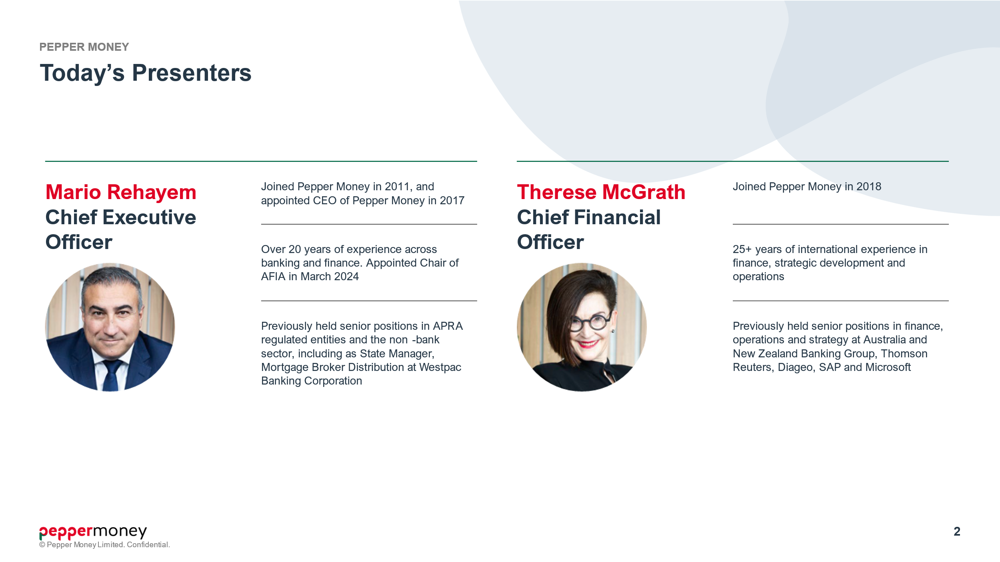 PEPPER MONEY
Today’s Presenters
Mario Rehayem
Chief Executive
Officer
Joined Pepper Money in 2011, and
appointed CEO of Pepper Money in 2017
Over 20 years of experience across
banking and finance. Appointed Chair of
AFIA in March 2024
Previously held senior positions in APRA
regulated entities and the non -bank
sector, including as State Manager,
Mortgage Broker Distribution at Westpac
Banking Corporation
Therese McGrath
Chief Financial
Officer
Joined Pepper Money in 2018
25+ years of international experience in
finance, strategic development and
operations
Previously held senior positions in finance,
operations and strategy at Australia and
New Zealand Banking Group, Thomson
Reuters, Diageo, SAP and Microsoft
peppermoney
© Pepper Money Limited. Confidential.
2